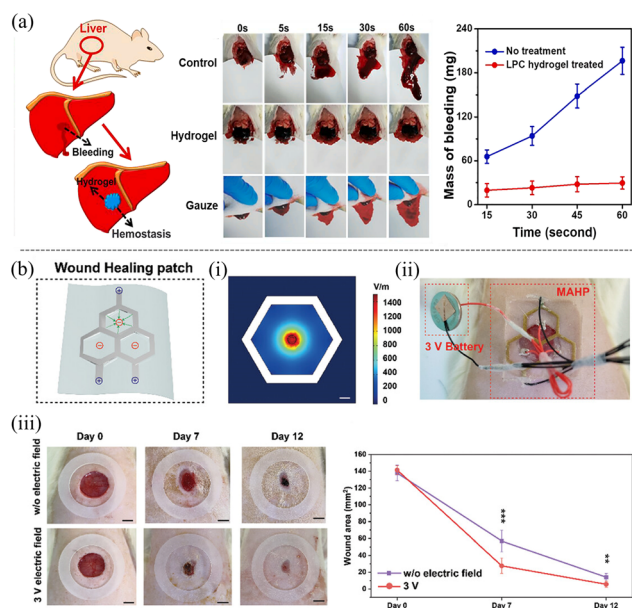 (a)
Liver
Bleeding
Hydrogel
Hemostasis
0s 5s 15s 30s 60s
Control
Hydrogel
Gauze
Mass of bleeding (mg)
240
180
120
60
0
No treatment
LPC hydrogel treated
15 30 45 60
Time (second)
(b)
Wound Healing patch
(i)
V/m
1400
1200
1000
800
600
400
200
0
(ii)
MAHP
3 V Battery
(iii)
Day 0 Day 7 Day 12
w/o electric field
3 V electric field
Wound area (mm²)
160
140
120
100
80
60
40
20
0
***
**
w/o electric field
3 V
Day 0 Day 7 Day 12